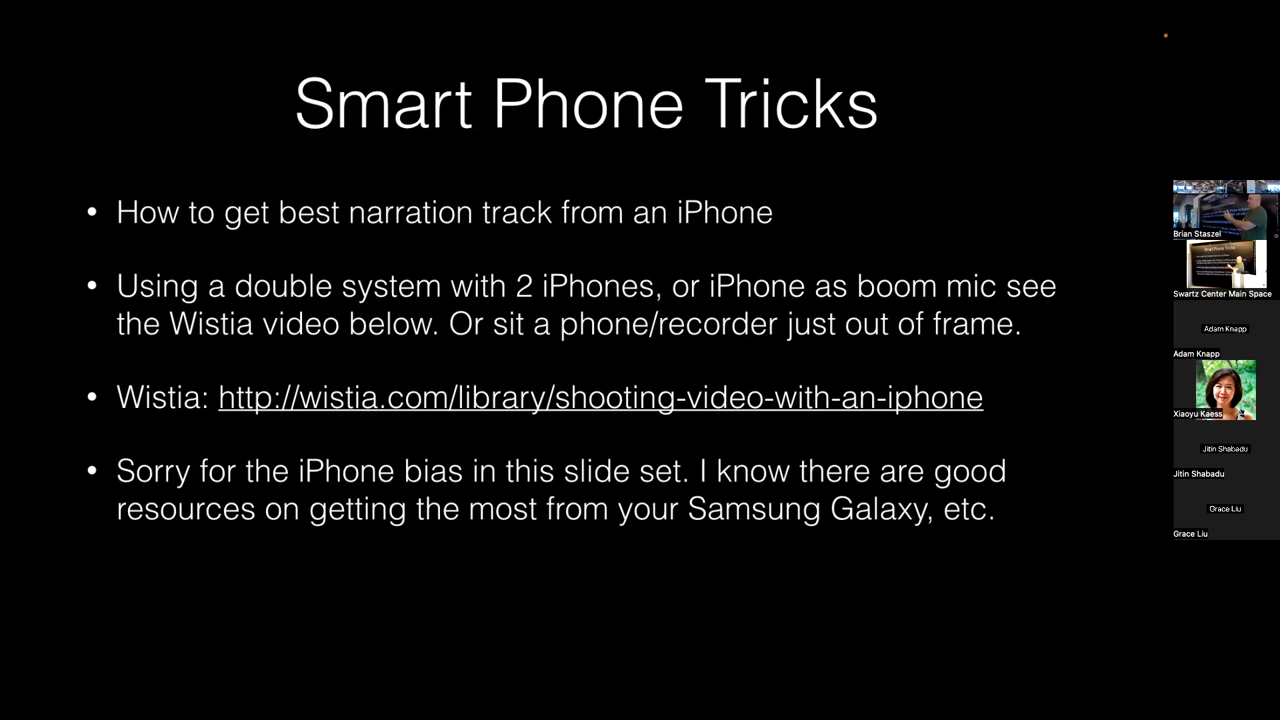 Smart Phone Tricks
• How to get best narration track from an iPhone
• Using a double system with 2 iPhones, or iPhone as boom mic see
the Wistia video below. Or sit a phone/recorder just out of frame.
• Wistia: http://wistia.com/library/shooting-video-with-an-iphone
• Sorry for the iPhone bias in this slide set. I know there are good
resources on getting the most from your Samsung Galaxy, etc.
Brian Staszel
Swartz Center Main Space
Adam Knapp
Adam Knapp
Xiaoyu Kaess
Jitin Shabadu
Jitin Shabadu
Grace Liu
Grace Liu